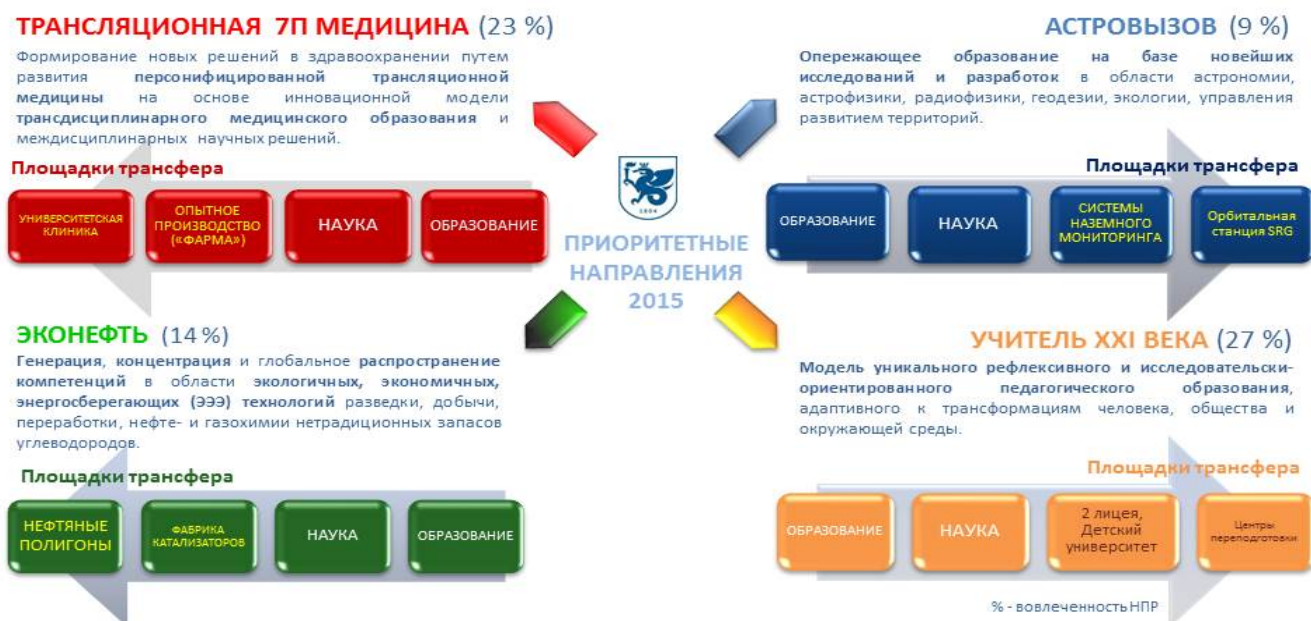 ТРАНСЛЯЦИОННАЯ 7П МЕДИЦИНА (23 %)
Формирование новых решений в здравоохранении путем
развития персонифицированной трансляционной
медицины на основе инновационной модели
трансдисциплинарного медицинского образования и
междисциплинарных научных решений.
Площадки трансфера
УНИВЕРСИТЕТСКАЯ
КЛИНИКА
ОПЫТНОЕ
ПРОИЗВОДСТВО
(«ФАРМА»)
НАУКА
ОБРАЗОВАНИЕ
АСТРОВЫЗОВ (9 %)
Опережающее образование на базе новейших
исследований и разработок в области астрономии,
астрофизики, радиофизики, геодезии, экологии, управления
развитием территорий.
Площадки трансфера
ОБРАЗОВАНИЕ
НАУКА
СИСТЕМЫ
НАЗЕМНОГО
МОНИТОРИНГА
Орбитальная
станция SRG
1804
ПРИОРИТЕТНЫЕ
НАПРАВЛЕНИЯ
2015
ЭКОНЕФТЬ (14 %)
Генерация, концентрация и глобальное распространение
компетенций в области экологичных, экономичных,
энергосберегающих (ЭЭЭ) технологий разведки, добычи,
переработки, нефте- и газохимии нетрадиционных запасов
углеводородов.
Площадки трансфера
НЕФТЯНЫЕ
ПОЛИГОНЫ
ФАБРИКА
КАТАЛИЗАТОРОВ
НАУКА
ОБРАЗОВАНИЕ
УЧИТЕЛЬ XXI ВЕКА (27 %)
Модель уникального рефлексивного и исследовательски-
ориентированного педагогического образования,
адаптивного к трансформациям человека, общества и
окружающей среды.
Площадки трансфера
ОБРАЗОВАНИЕ
НАУКА
2 лицея,
Детский
университет
Центры
переподготовки
% - вовлеченность НПР